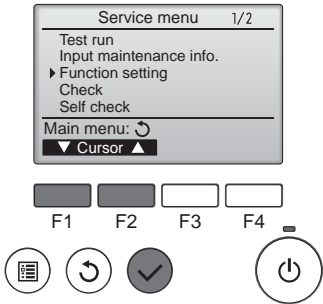 Service menu 1/2
Test run
Input maintenance info.
Function setting
Check
Self check
Main menu:
▼ Cursor ▲
F1 F2 F3 F4